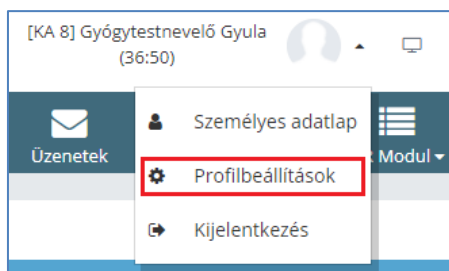 [KA 8] Gyógytestnevelő Gyula
(36:50)
Személyes adatlap
Üzenetek
Modul
Profilbeállítások
Kijelentkezés